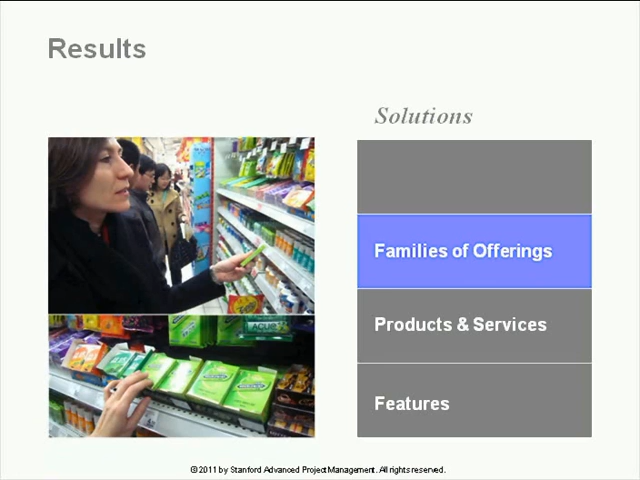 Results
Solutions
Families of Offerings
Products & Services
Features
© 2011 by Stanford Advanced Project Management. All rights reserved.